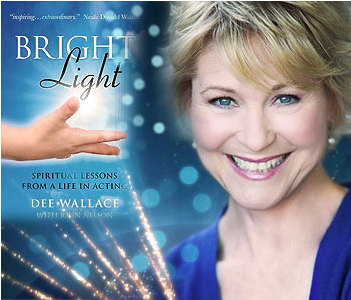 "inspiring...extraordinary." Neale Donald Walsch
BRIGHT
Light
SPIRITUAL LESSONS
FROM A LIFE IN ACTING
DEE WALLACE
WITH JOHN NELSON